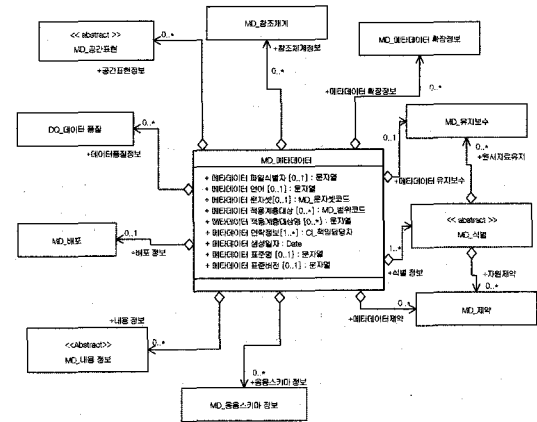 << abstract >>
MD_공간표현
0..*
+공간표현정보
MD_참조체계
+참조체계정보
0..*
MD_메타데이터 확장정보
0..*
+메타데이터 확장정보
DQ_데이터 품질
0..*
+데이터품질정보
MD_유지보수
0..1
0..*
+원시자료유지
+메타데이터 유지보수
MD_메타데이터
+ 메타데이터 파일식별자 [0..1] : 문자열
+ 메타데이터 언어 [0..1] : 문자열
+ 메타데이터 문자셋[0..1] : MD_문자셋코드
+ 메타데이터 적용계층대상 [0..*] : MD_범위코드
+ 메타데이터 적용계층대상명 [0..*] : 문자열
+ 메타데이터 연락정보[1..*] : CI_책임담당자
+ 메타데이터 생성일자 : Date
+ 메타데이터 표준명 [0..1] : 문자열
+ 메타데이터 표준버전 [0..1] : 문자열
<< abstract >>
MD_식별
1..*
+식별 정보
MD_배포
0..1
+배포 정보
+자원제약
0..*
MD_제약
0..*
+메타데이터제약
+내용 정보
<<Abstract>>
MD_내용 정보
0..*
0..*
+응용스키마 정보
MD_응용스키마 정보